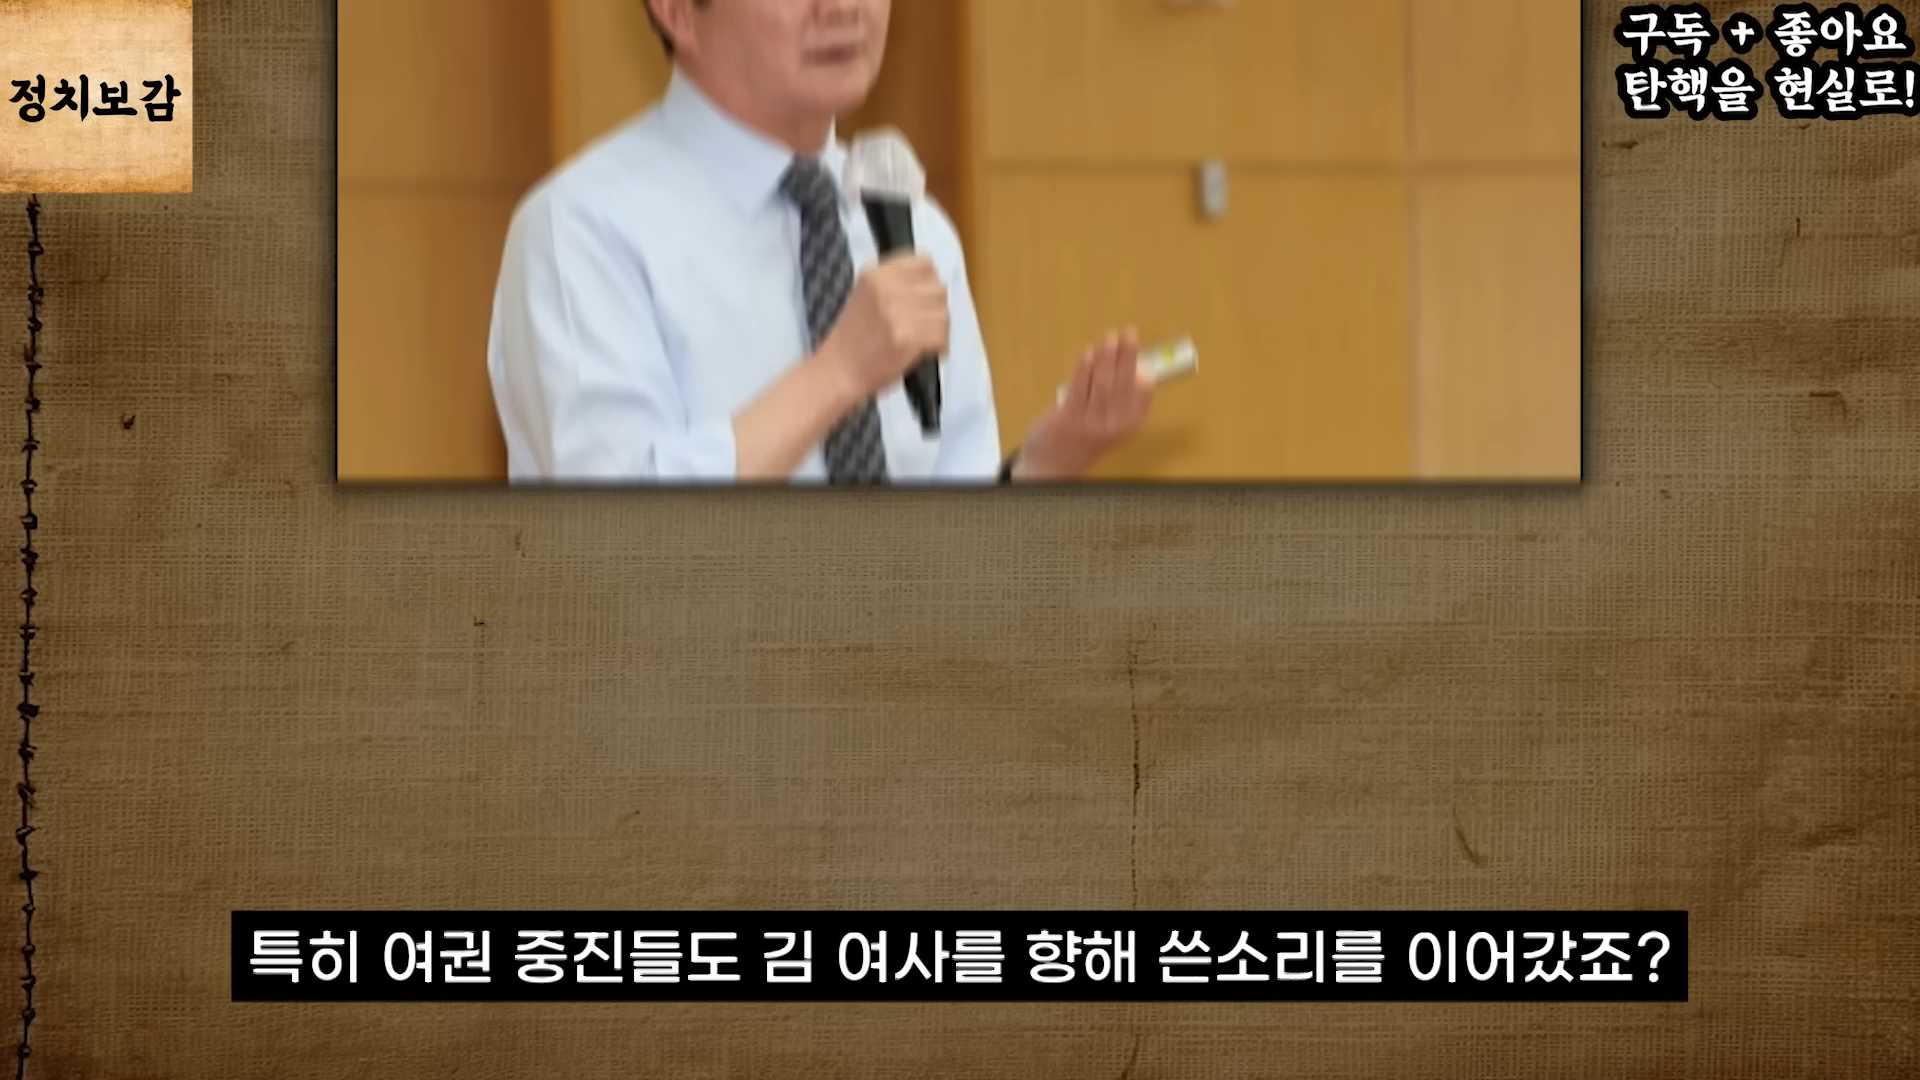 정치보감
구독 + 좋아요
탄핵을 현실로!
특히 여권 중진들도 김 여사를 향해 쓴소리를 이어갔죠?